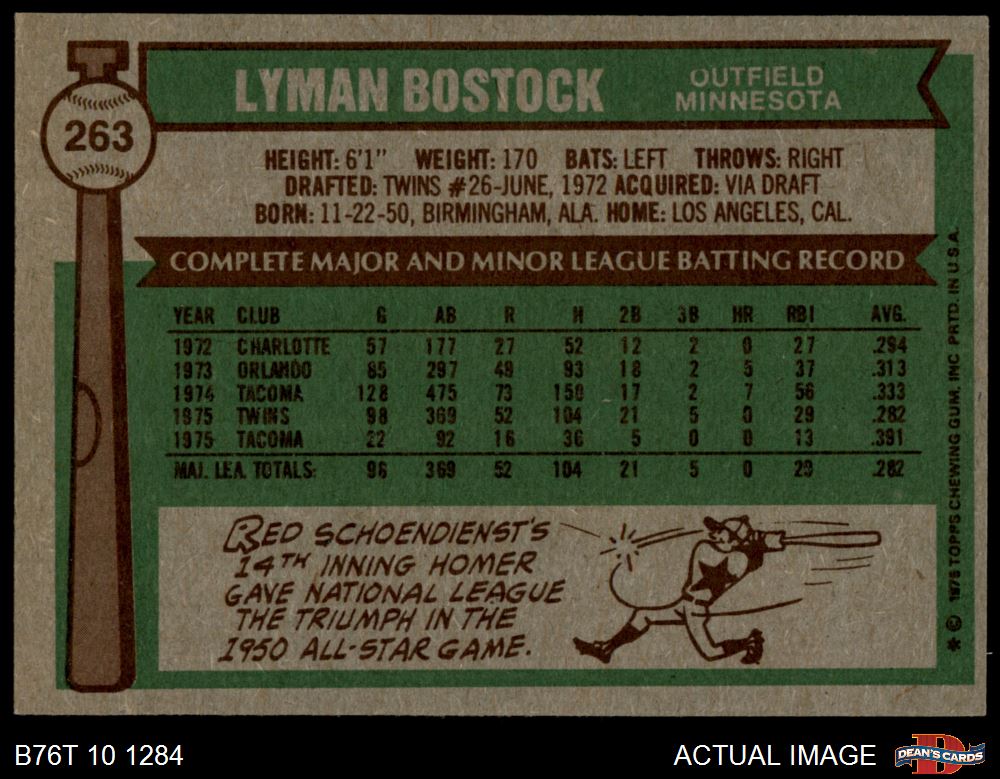 263
LYMAN BOSTOCK
OUTFIELD
MINNESOTA
HEIGHT: 6'1" WEIGHT: 170 BATS: LEFT THROWS: RIGHT
DRAFTED: TWINS #26-JUNE, 1972 ACQUIRED: VIA DRAFT
BORN: 11-22-50, BIRMINGHAM, ALA. HOME: LOS ANGELES, CAL.
COMPLETE MAJOR AND MINOR LEAGUE BATTING RECORD
YEAR CLUB G AB R H 2B 3B HR RBI AVG.
1972 CHARLOTTE 57 177 27 52 12 2 0 27 .294
1973 ORLANDO 85 297 49 93 18 2 5 37 .313
1974 TACOMA 128 475 73 158 17 2 7 56 .333
1975 TWINS 98 369 52 104 21 5 0 29 .282
1975 TACOMA 22 92 16 36 5 0 0 13 .391
MAJ. LEA. TOTALS: 98 369 52 104 21 5 0 29 .282
RED SCHOENDIENST'S
14TH INNING HOMER
GAVE NATIONAL LEAGUE
THE TRIUMPH IN THE
1950 ALL-STAR GAME.
* © 1976 TOPPS CHEWING GUM, INC. PRTD. IN U.S.A.
B76T 10 1284
ACTUAL IMAGE
DEAN'S CARDS